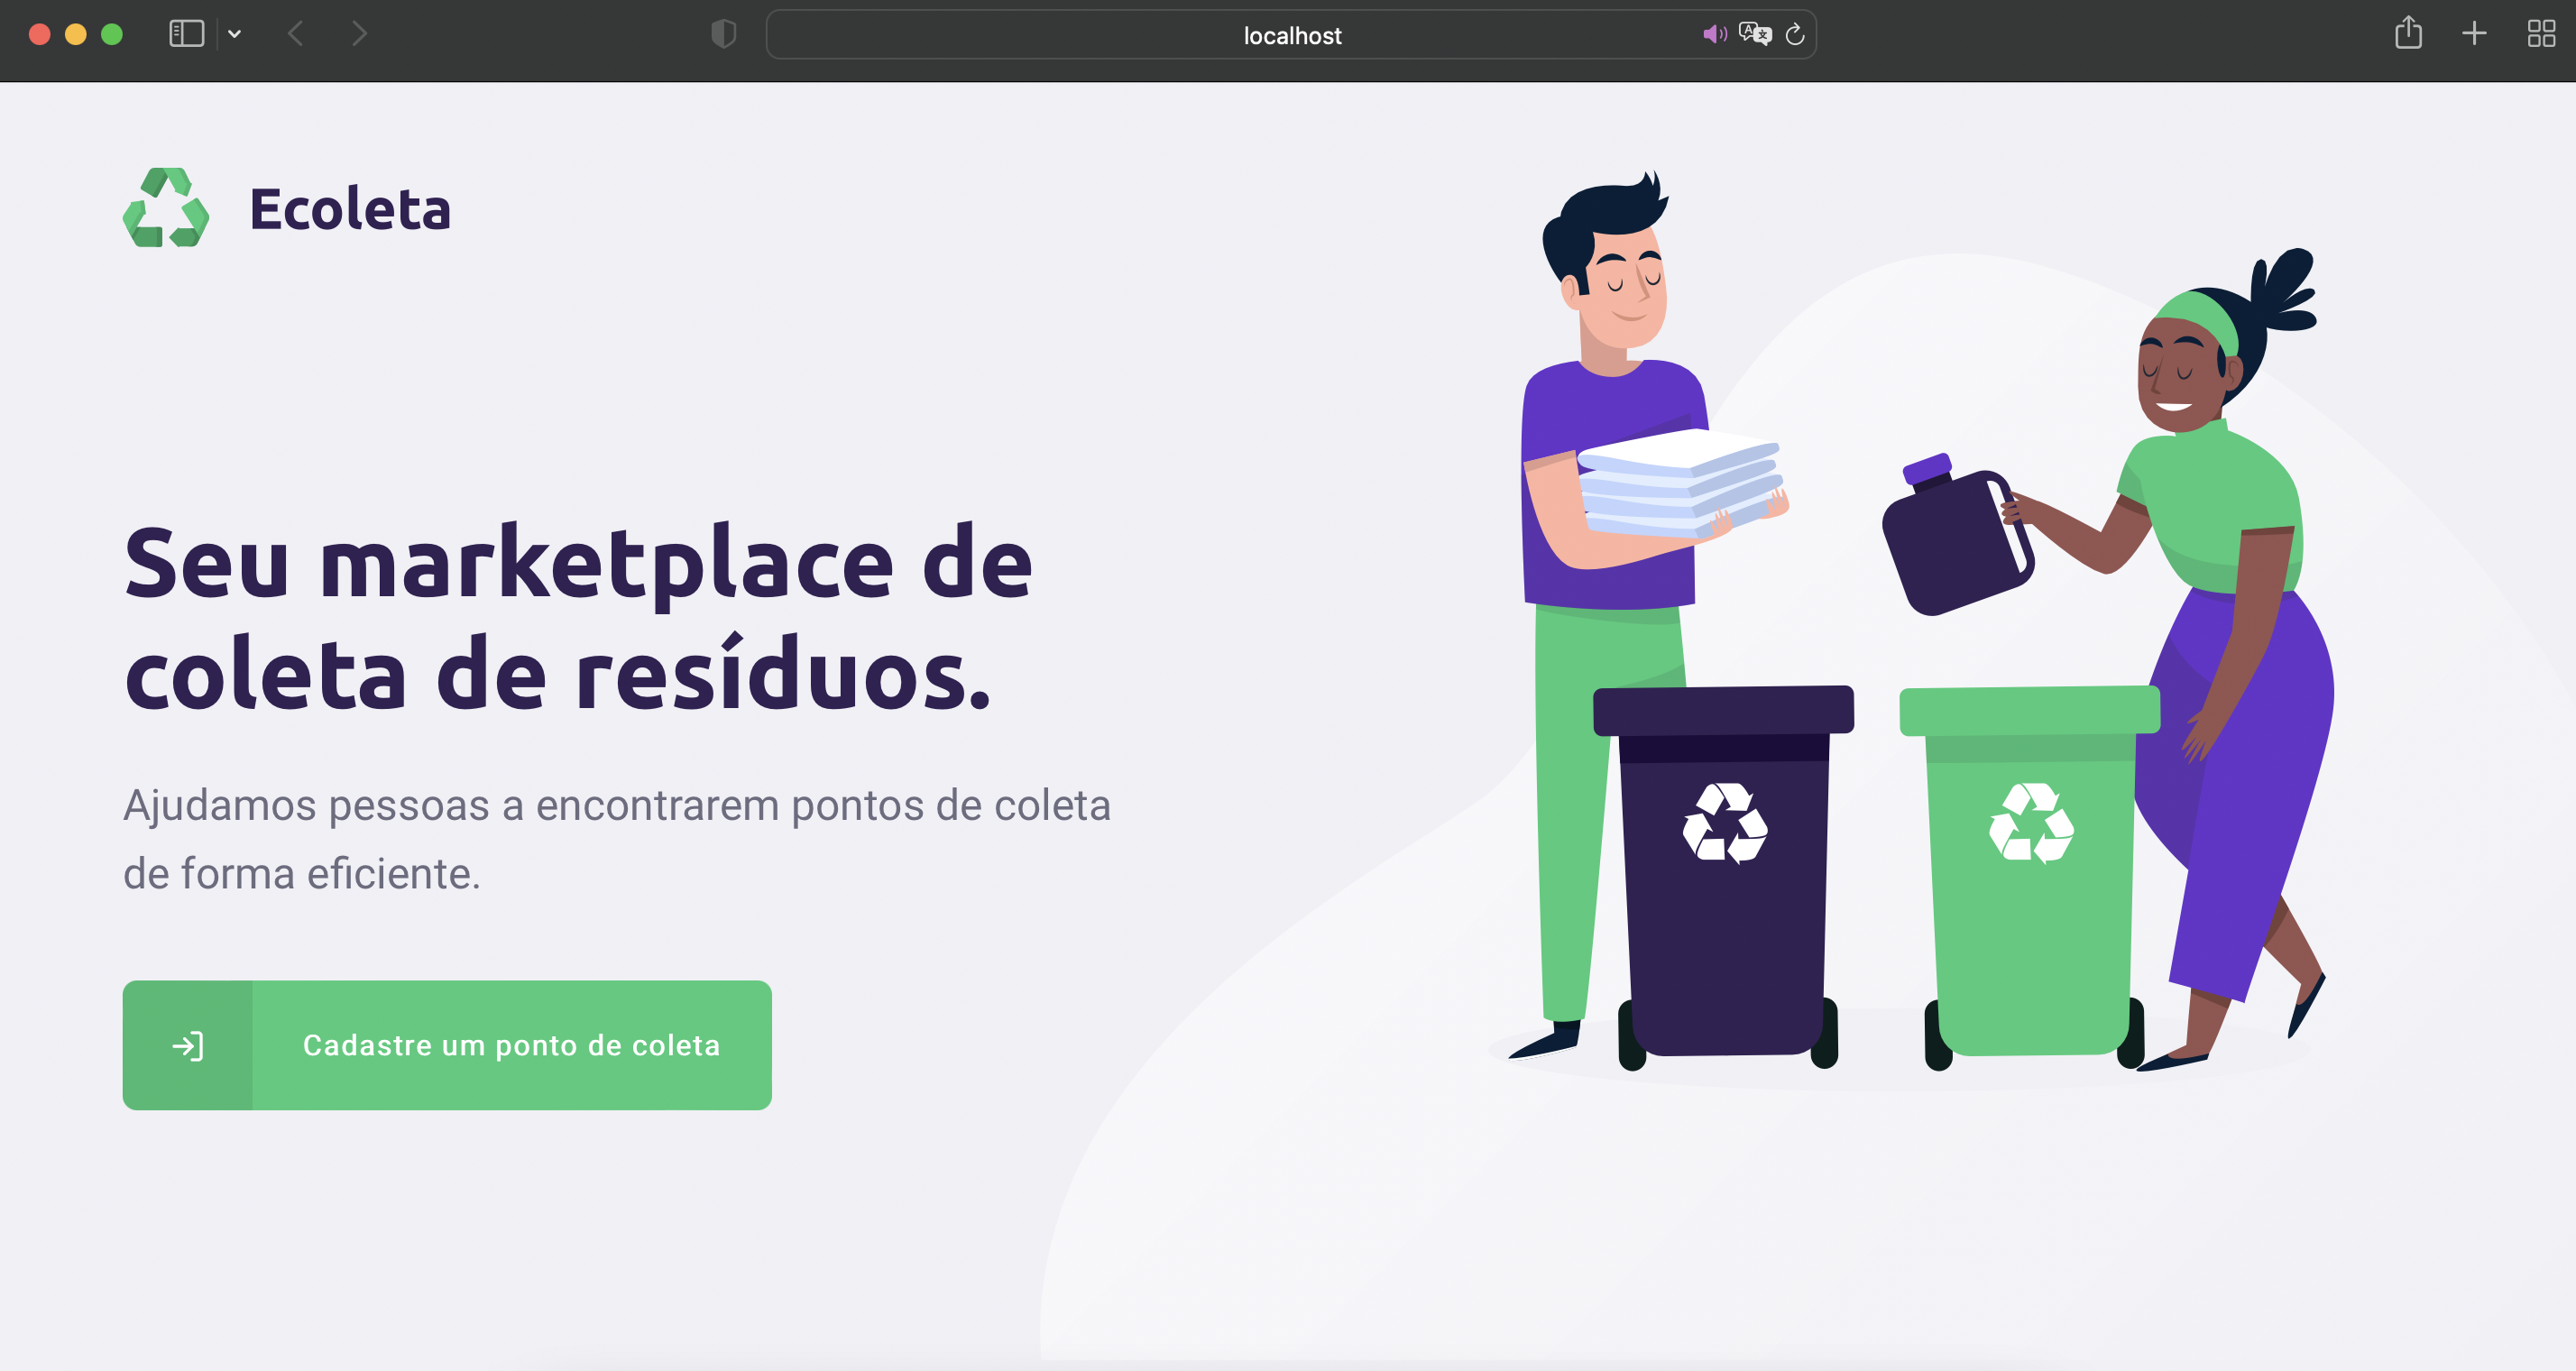 localhost
Ecoleta
Seu marketplace de
coleta de resíduos.
Ajudamos pessoas a encontrarem pontos de coleta
de forma eficiente.
Cadastre um ponto de coleta